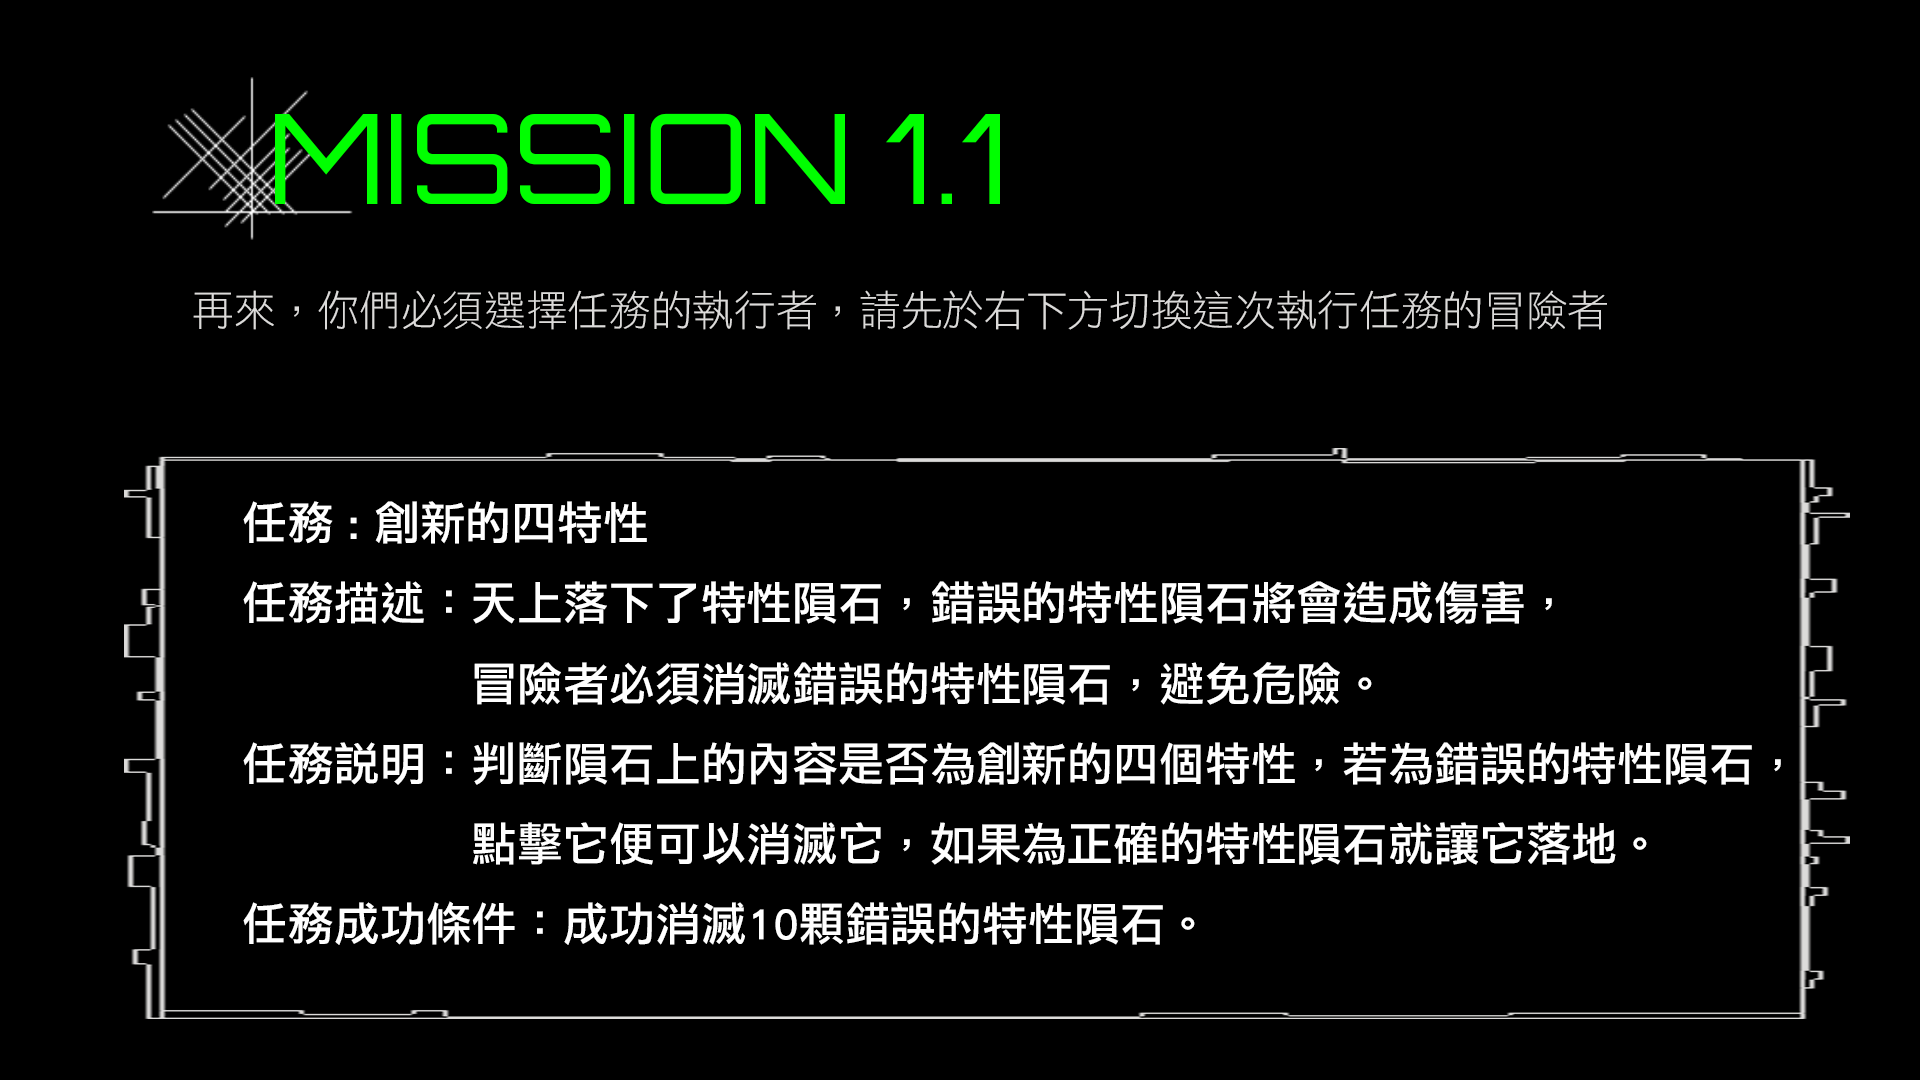 MISSION 1.1
再來，你們必須選擇任務的執行者，請先於右下方切換這次執行任務的冒險者
任務 : 創新的四特性
任務描述：天上落下了特性隕石，錯誤的特性隕石將會造成傷害，
冒險者必須消滅錯誤的特性隕石，避免危險。
任務説明：判斷隕石上的內容是否為創新的四個特性，若為錯誤的特性隕石，
點擊它便可以消滅它，如果為正確的特性隕石就讓它落地。
任務成功條件：成功消滅10顆錯誤的特性隕石。